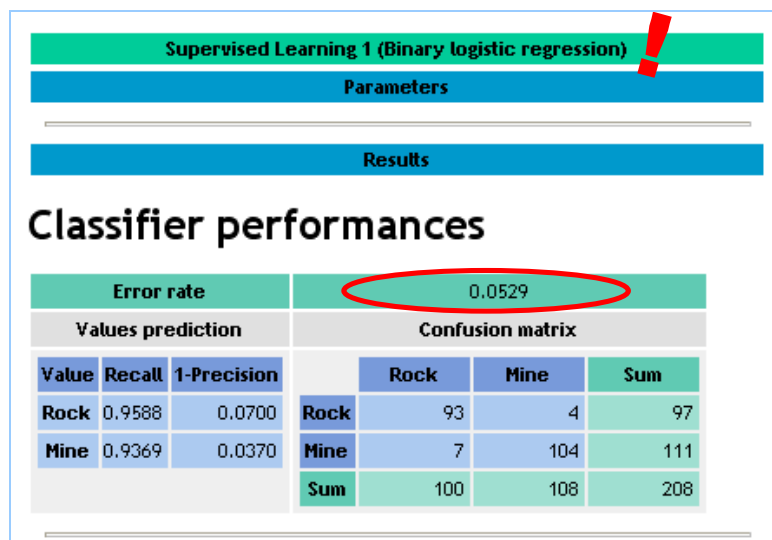 Supervised Learning 1 (Binary logistic regression)
!
Parameters
Results
Classifier performances
Error rate 0.0529
Values prediction Confusion matrix
Value Recall 1-Precision Rock Mine Sum
Rock 0.9588 0.0700 Rock 93 4 97
Mine 0.9369 0.0370 Mine 7 104 111
Sum 100 108 208